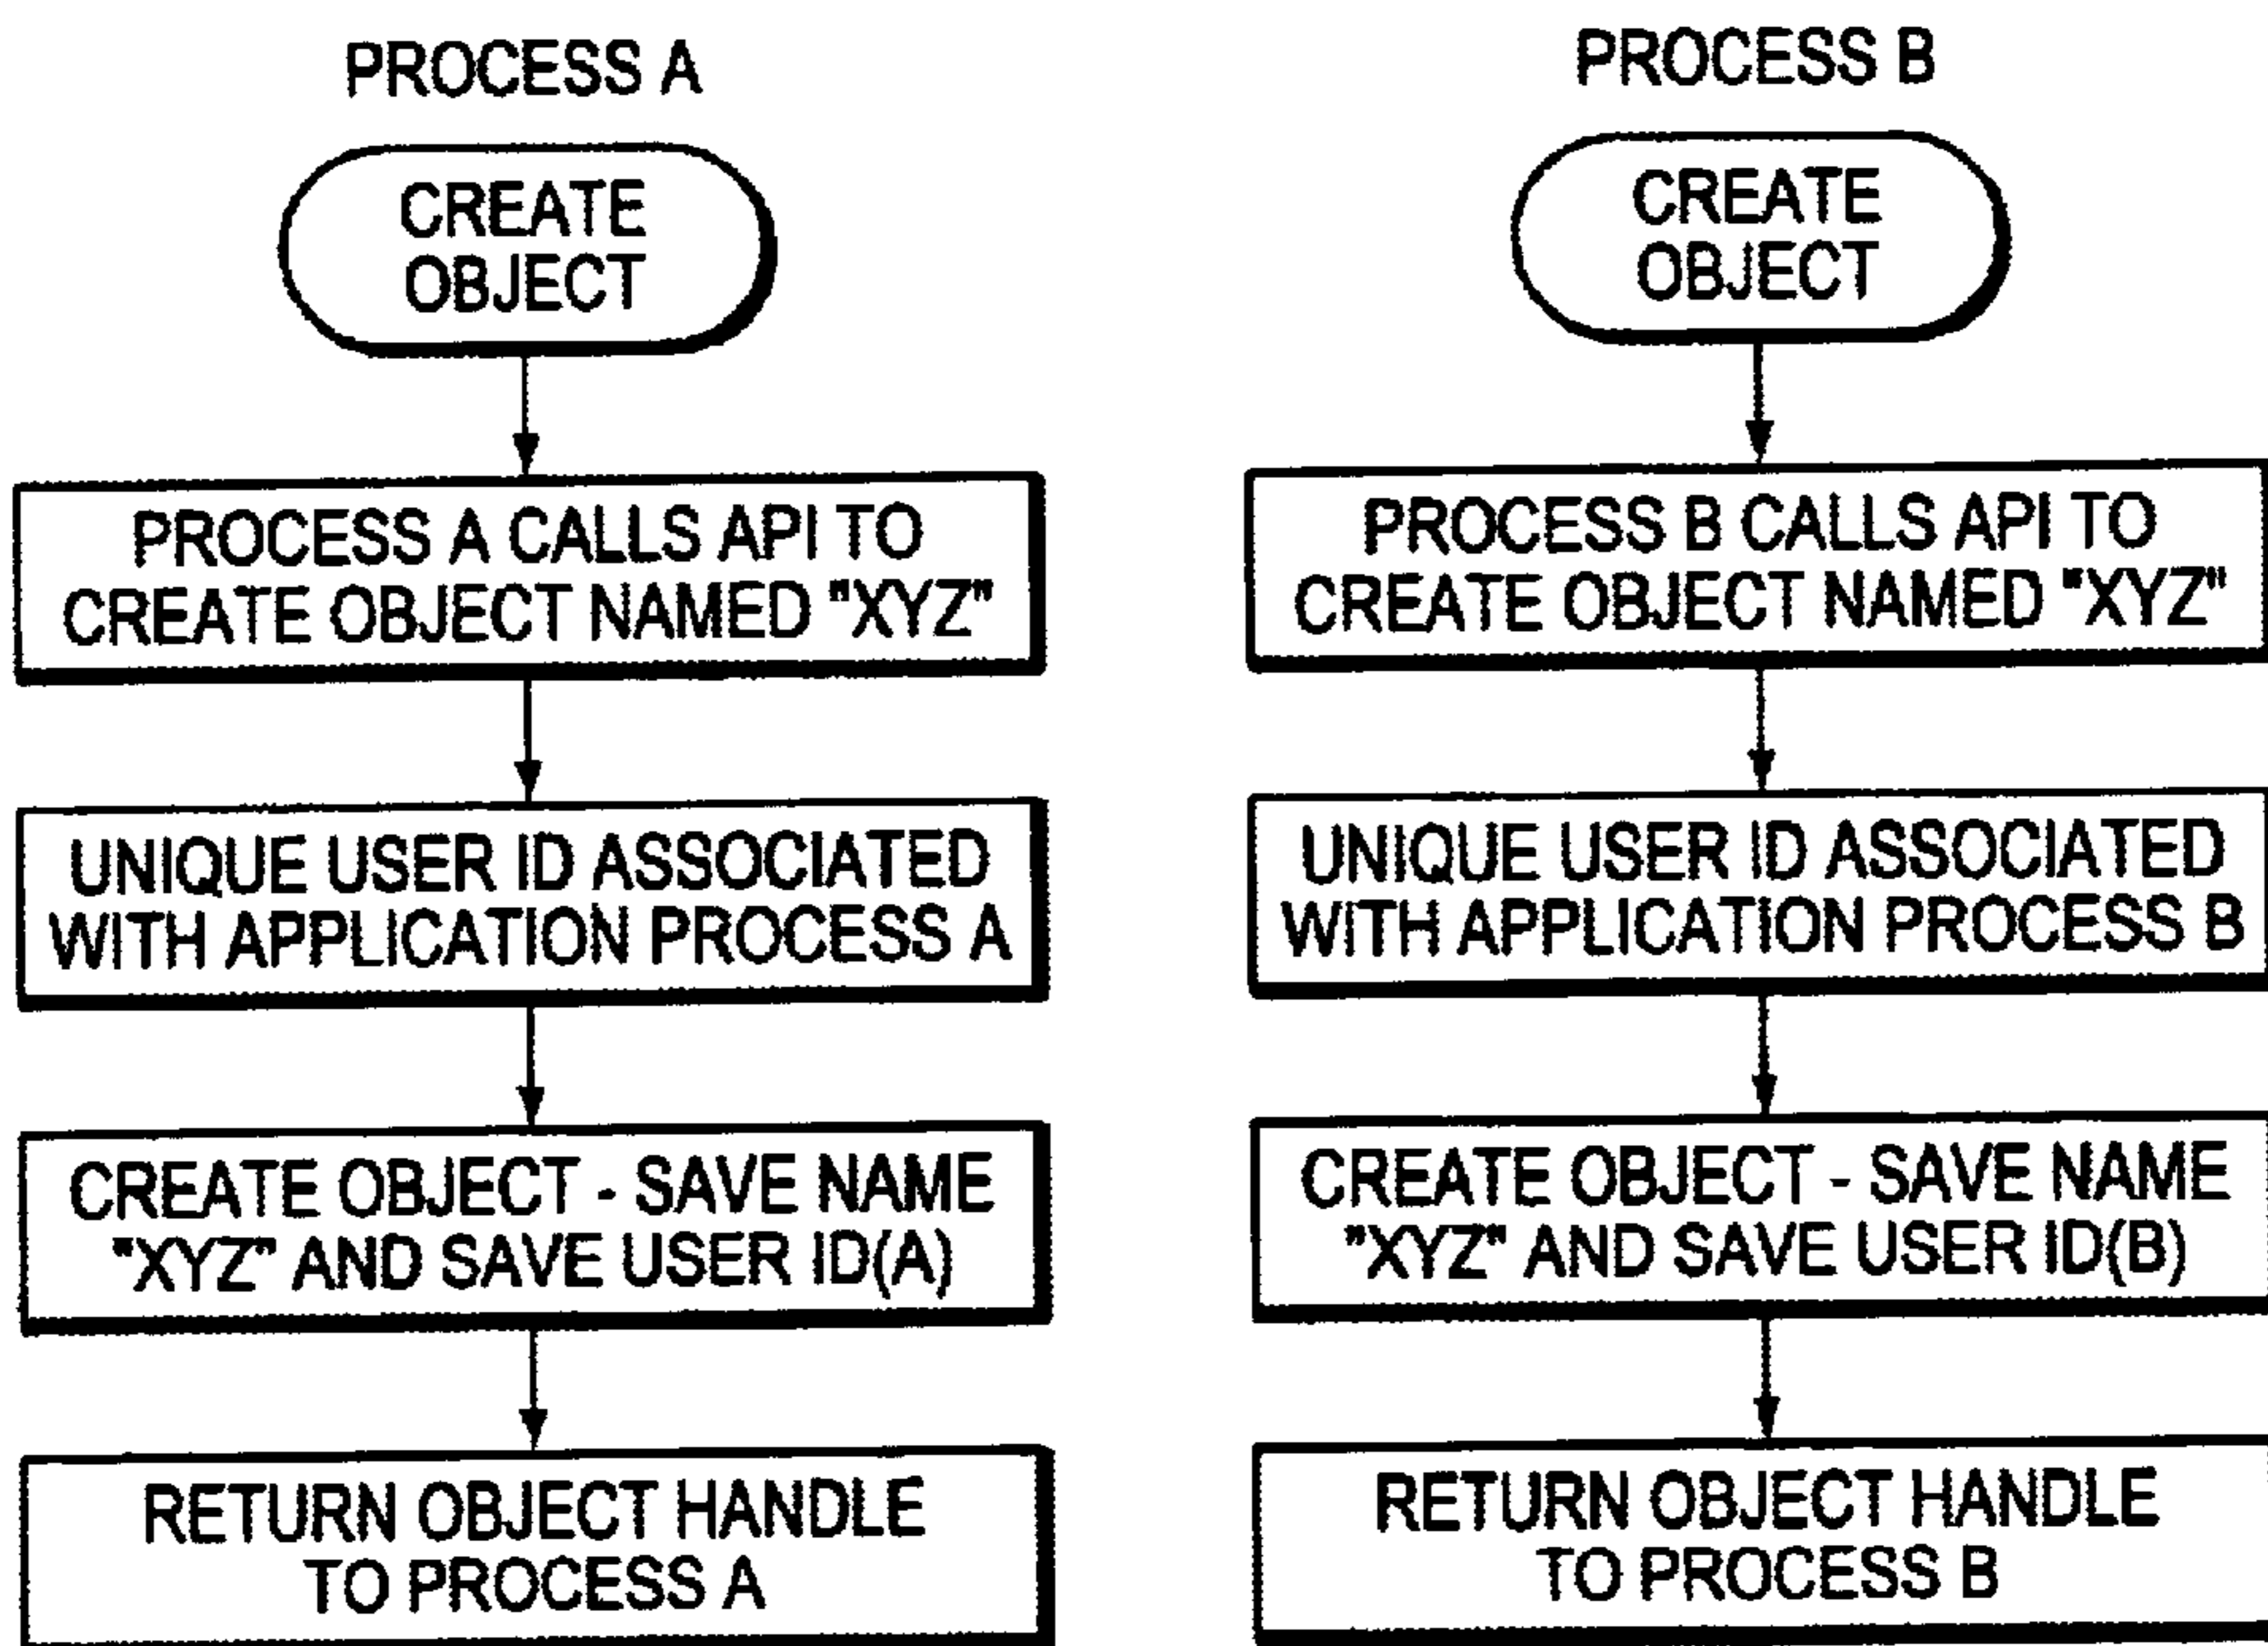 PROCESS A
CREATE
OBJECT
PROCESS A CALLS API TO
CREATE OBJECT NAMED "XYZ"
UNIQUE USER ID ASSOCIATED
WITH APPLICATION PROCESS A
CREATE OBJECT - SAVE NAME
"XYZ" AND SAVE USER ID(A)
RETURN OBJECT HANDLE
TO PROCESS A
PROCESS B
CREATE
OBJECT
PROCESS B CALLS API TO
CREATE OBJECT NAMED "XYZ"
UNIQUE USER ID ASSOCIATED
WITH APPLICATION PROCESS B
CREATE OBJECT - SAVE NAME
"XYZ" AND SAVE USER ID(B)
RETURN OBJECT HANDLE
TO PROCESS B